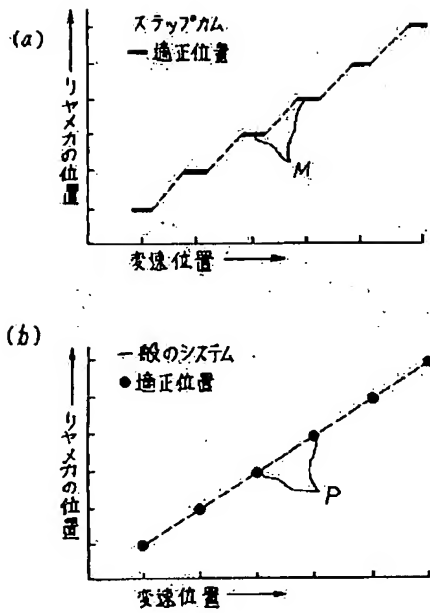 (a)
ステップカム
━ 適正位置
リヤメカの位置 →
M
変速位置 →
(b)
一般のシステム
● 適正位置
リヤメカの位置 →
P
変速位置 →